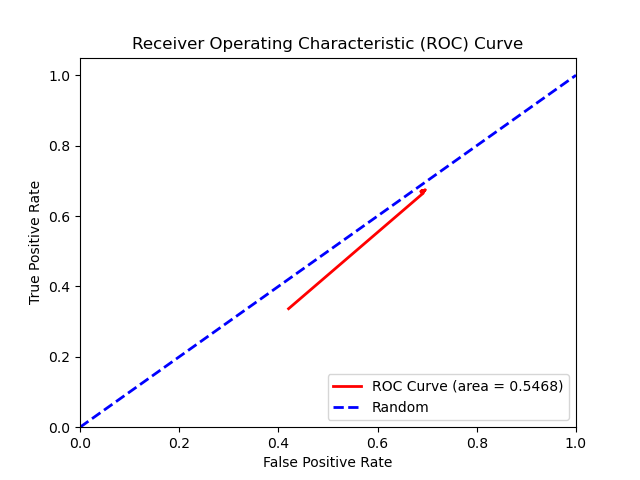 Receiver Operating Characteristic (ROC) Curve
True Positive Rate
1.0
0.8
0.6
0.4
0.2
0.0
ROC Curve (area = 0.5468)
Random
0.0 0.2 0.4 0.6 0.8 1.0
False Positive Rate